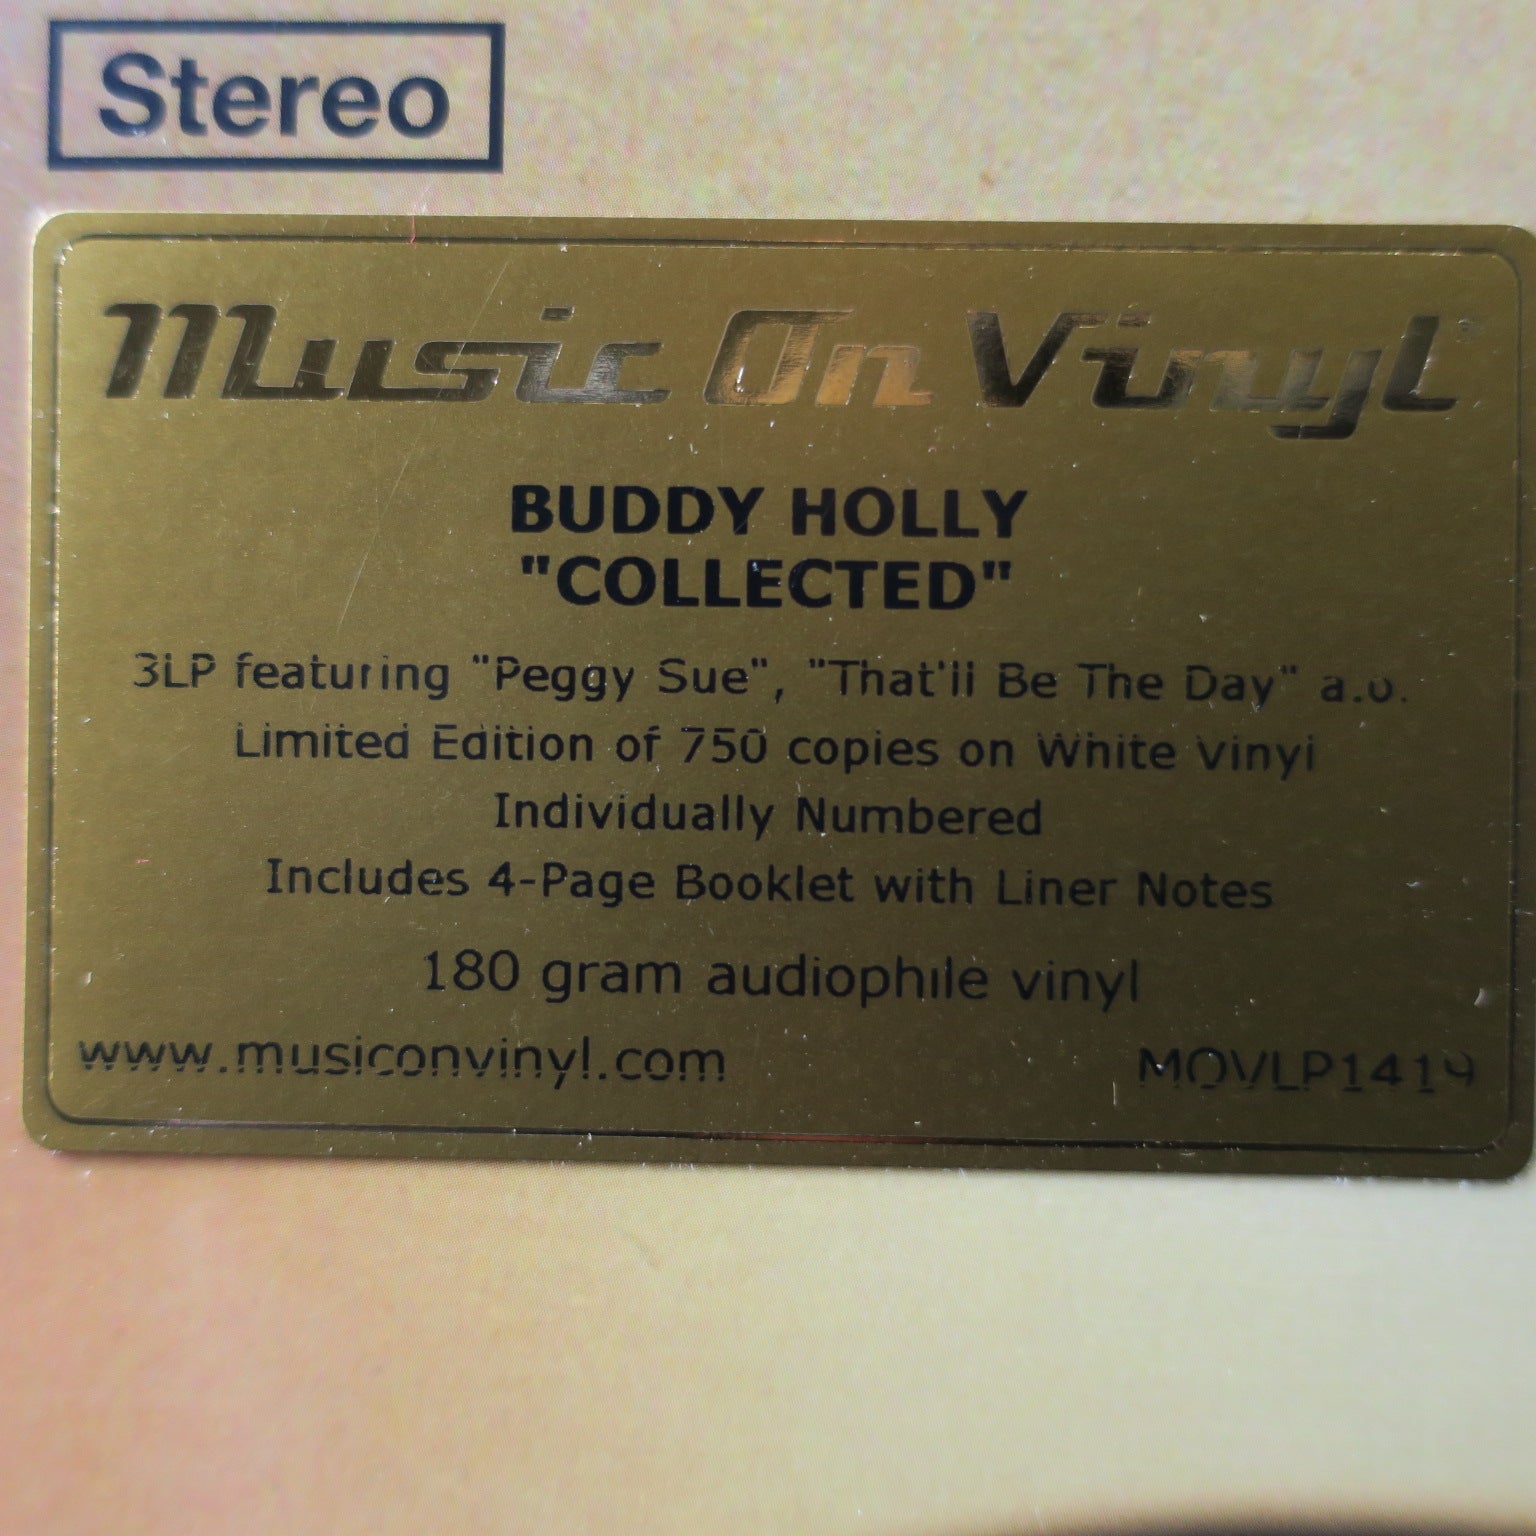 Stereo
Music On Vinyl®
BUDDY HOLLY
"COLLECTED"
3LP featuring "Peggy Sue", "That'll Be The Day" a.o.
Limited Edition of 750 copies on White Vinyl
Individually Numbered
Includes 4-Page Booklet with Liner Notes
180 gram audiophile vinyl
www.musiconvinyl.com MOVLP1419